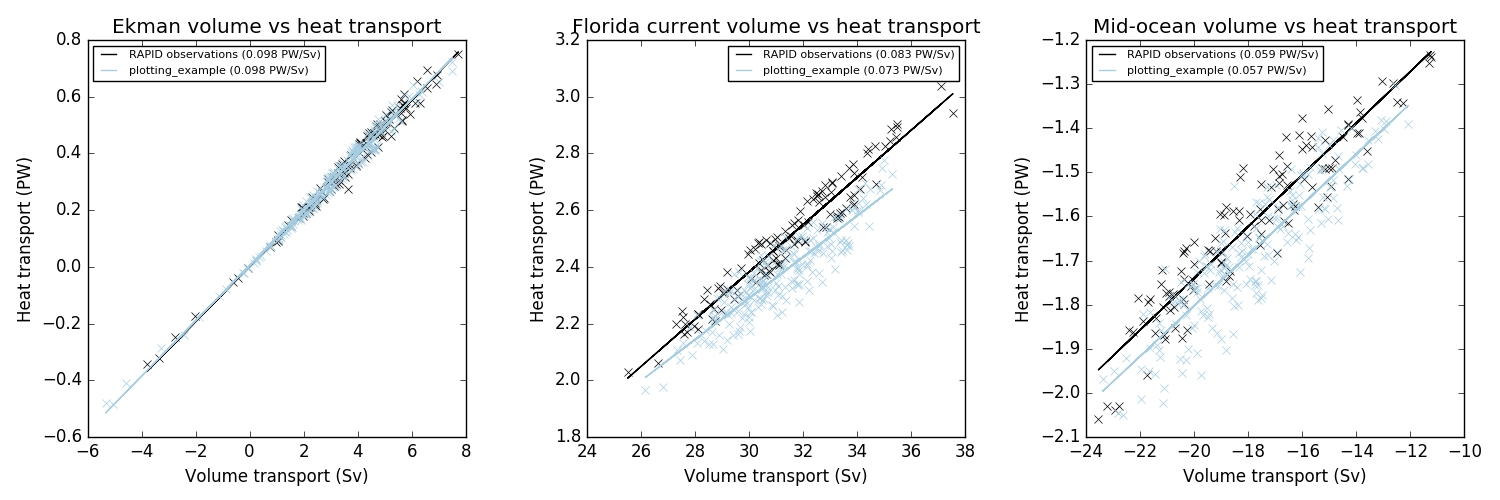 Ekman volume vs heat transport
RAPID observations (0.098 PW/Sv)
plotting_example (0.098 PW/Sv)
0.8
0.6
0.4
0.2
0.0
−0.2
−0.4
−0.6
Heat transport (PW)
−6 −4 −2 0 2 4 6 8
Volume transport (Sv)
Florida current volume vs heat transport
RAPID observations (0.083 PW/Sv)
plotting_example (0.073 PW/Sv)
3.2
3.0
2.8
2.6
2.4
2.2
2.0
1.8
Heat transport (PW)
24 26 28 30 32 34 36 38
Volume transport (Sv)
Mid-ocean volume vs heat transport
RAPID observations (0.059 PW/Sv)
plotting_example (0.057 PW/Sv)
−1.2
−1.3
−1.4
−1.5
−1.6
−1.7
−1.8
−1.9
−2.0
−2.1
Heat transport (PW)
−24 −22 −20 −18 −16 −14 −12 −10
Volume transport (Sv)